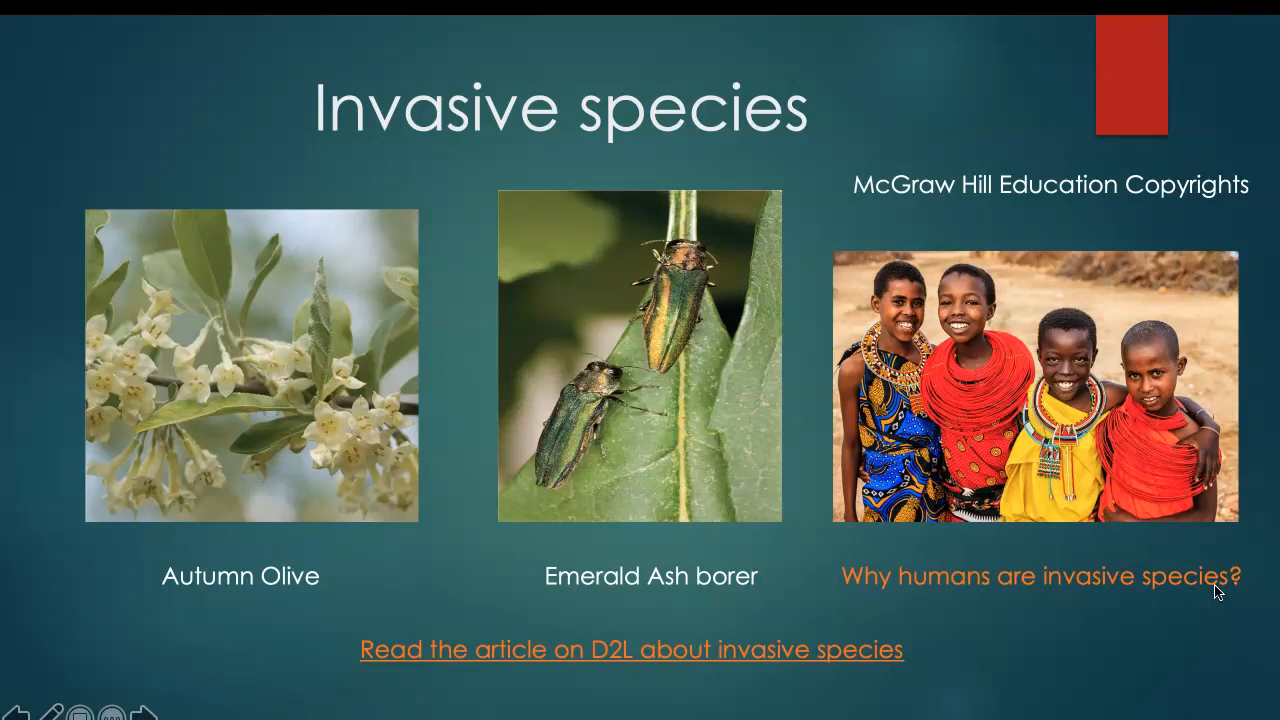 Invasive species
McGraw Hill Education Copyrights
Autumn Olive
Emerald Ash borer
Why humans are invasive species?
Read the article on D2L about invasive species